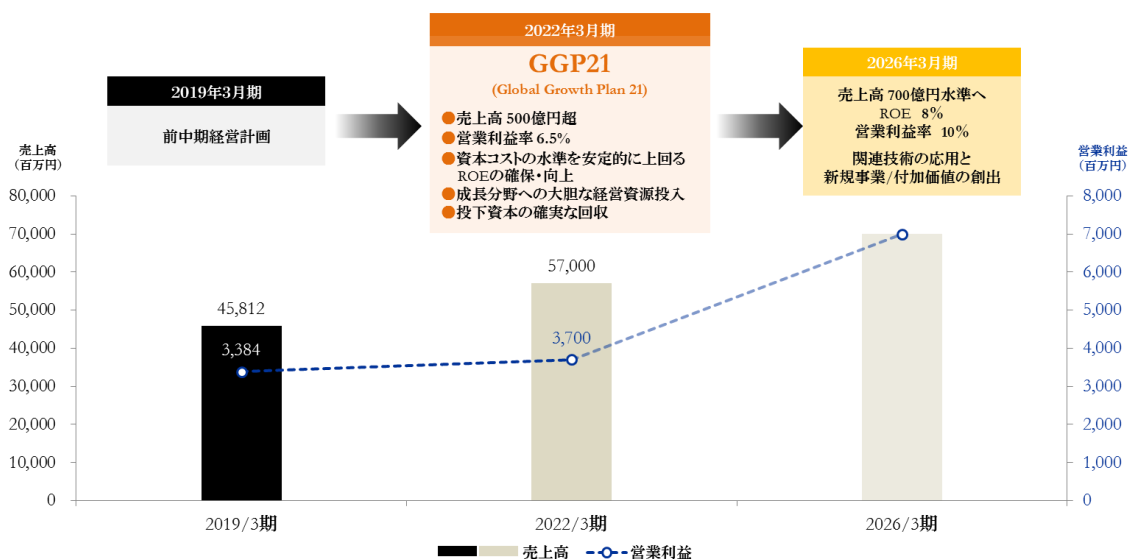 2019年3月期
前中期経営計画
2022年3月期
GGP21
(Global Growth Plan 21)
●売上高 500億円超
●営業利益率 6.5%
●資本コストの水準を安定的に上回る
ROEの確保・向上
●成長分野への大胆な経営資源投入
●投下資本の確実な回収
2026年3月期
売上高 700億円水準へ
ROE 8%
営業利益率 10%
関連技術の応用と
新規事業/付加価値の創出
売上高
(百万円)
営業利益
(百万円)
80,000
70,000
60,000
50,000
40,000
30,000
20,000
10,000
0
45,812
3,384
57,000
3,700
8,000
7,000
6,000
5,000
4,000
3,000
2,000
1,000
0
2019/3期
2022/3期
2026/3期
売上高
営業利益